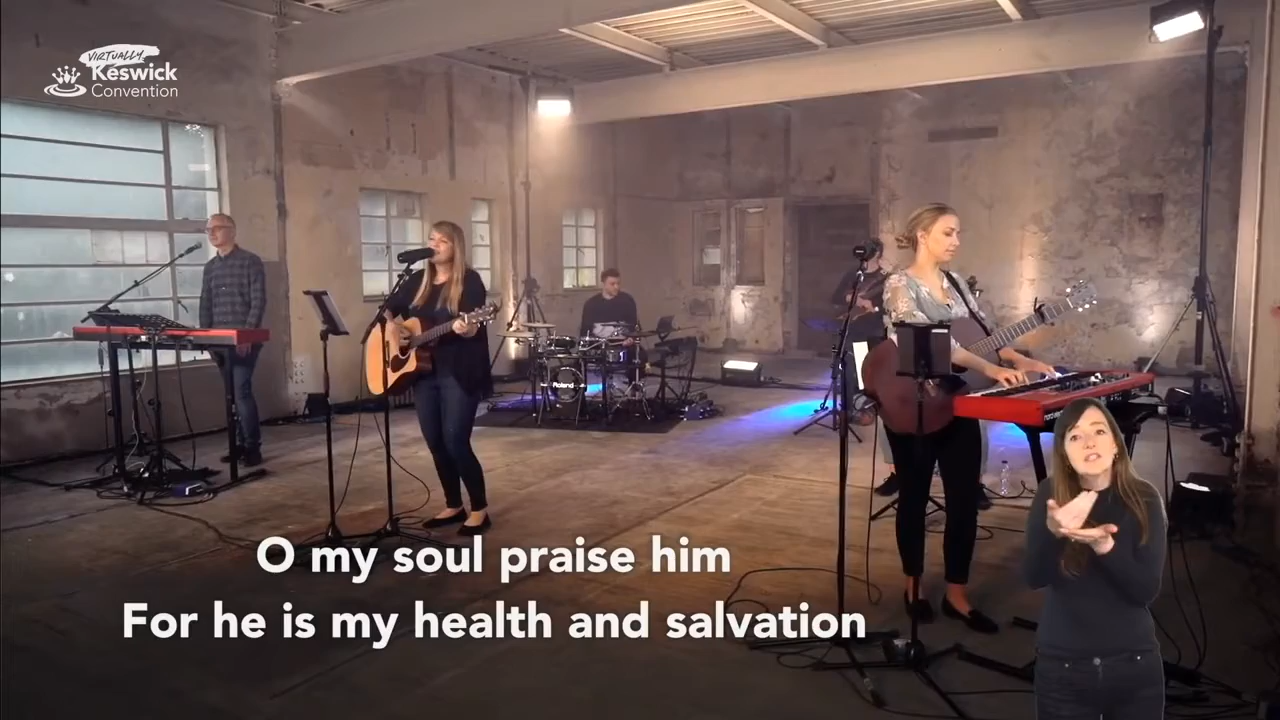 VIRTUALLY
Keswick
Convention
Roland
O my soul praise him
For he is my health and salvation